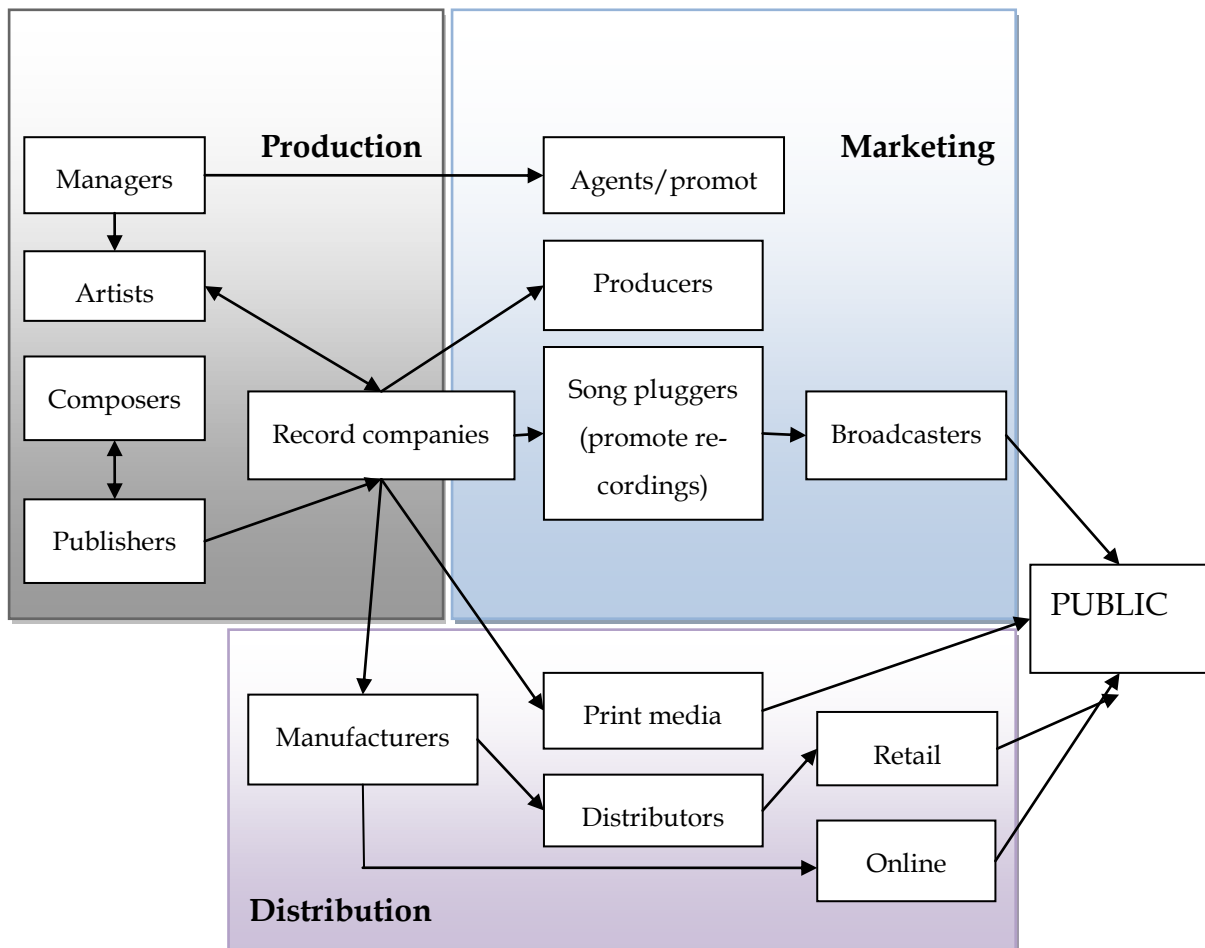 Production
Marketing
Managers
Agents/promot
Artists
Producers
Composers
Record companies
Song pluggers
(promote re-
cordings)
Broadcasters
Publishers
PUBLIC
Print media
Manufacturers
Retail
Distributors
Online
Distribution